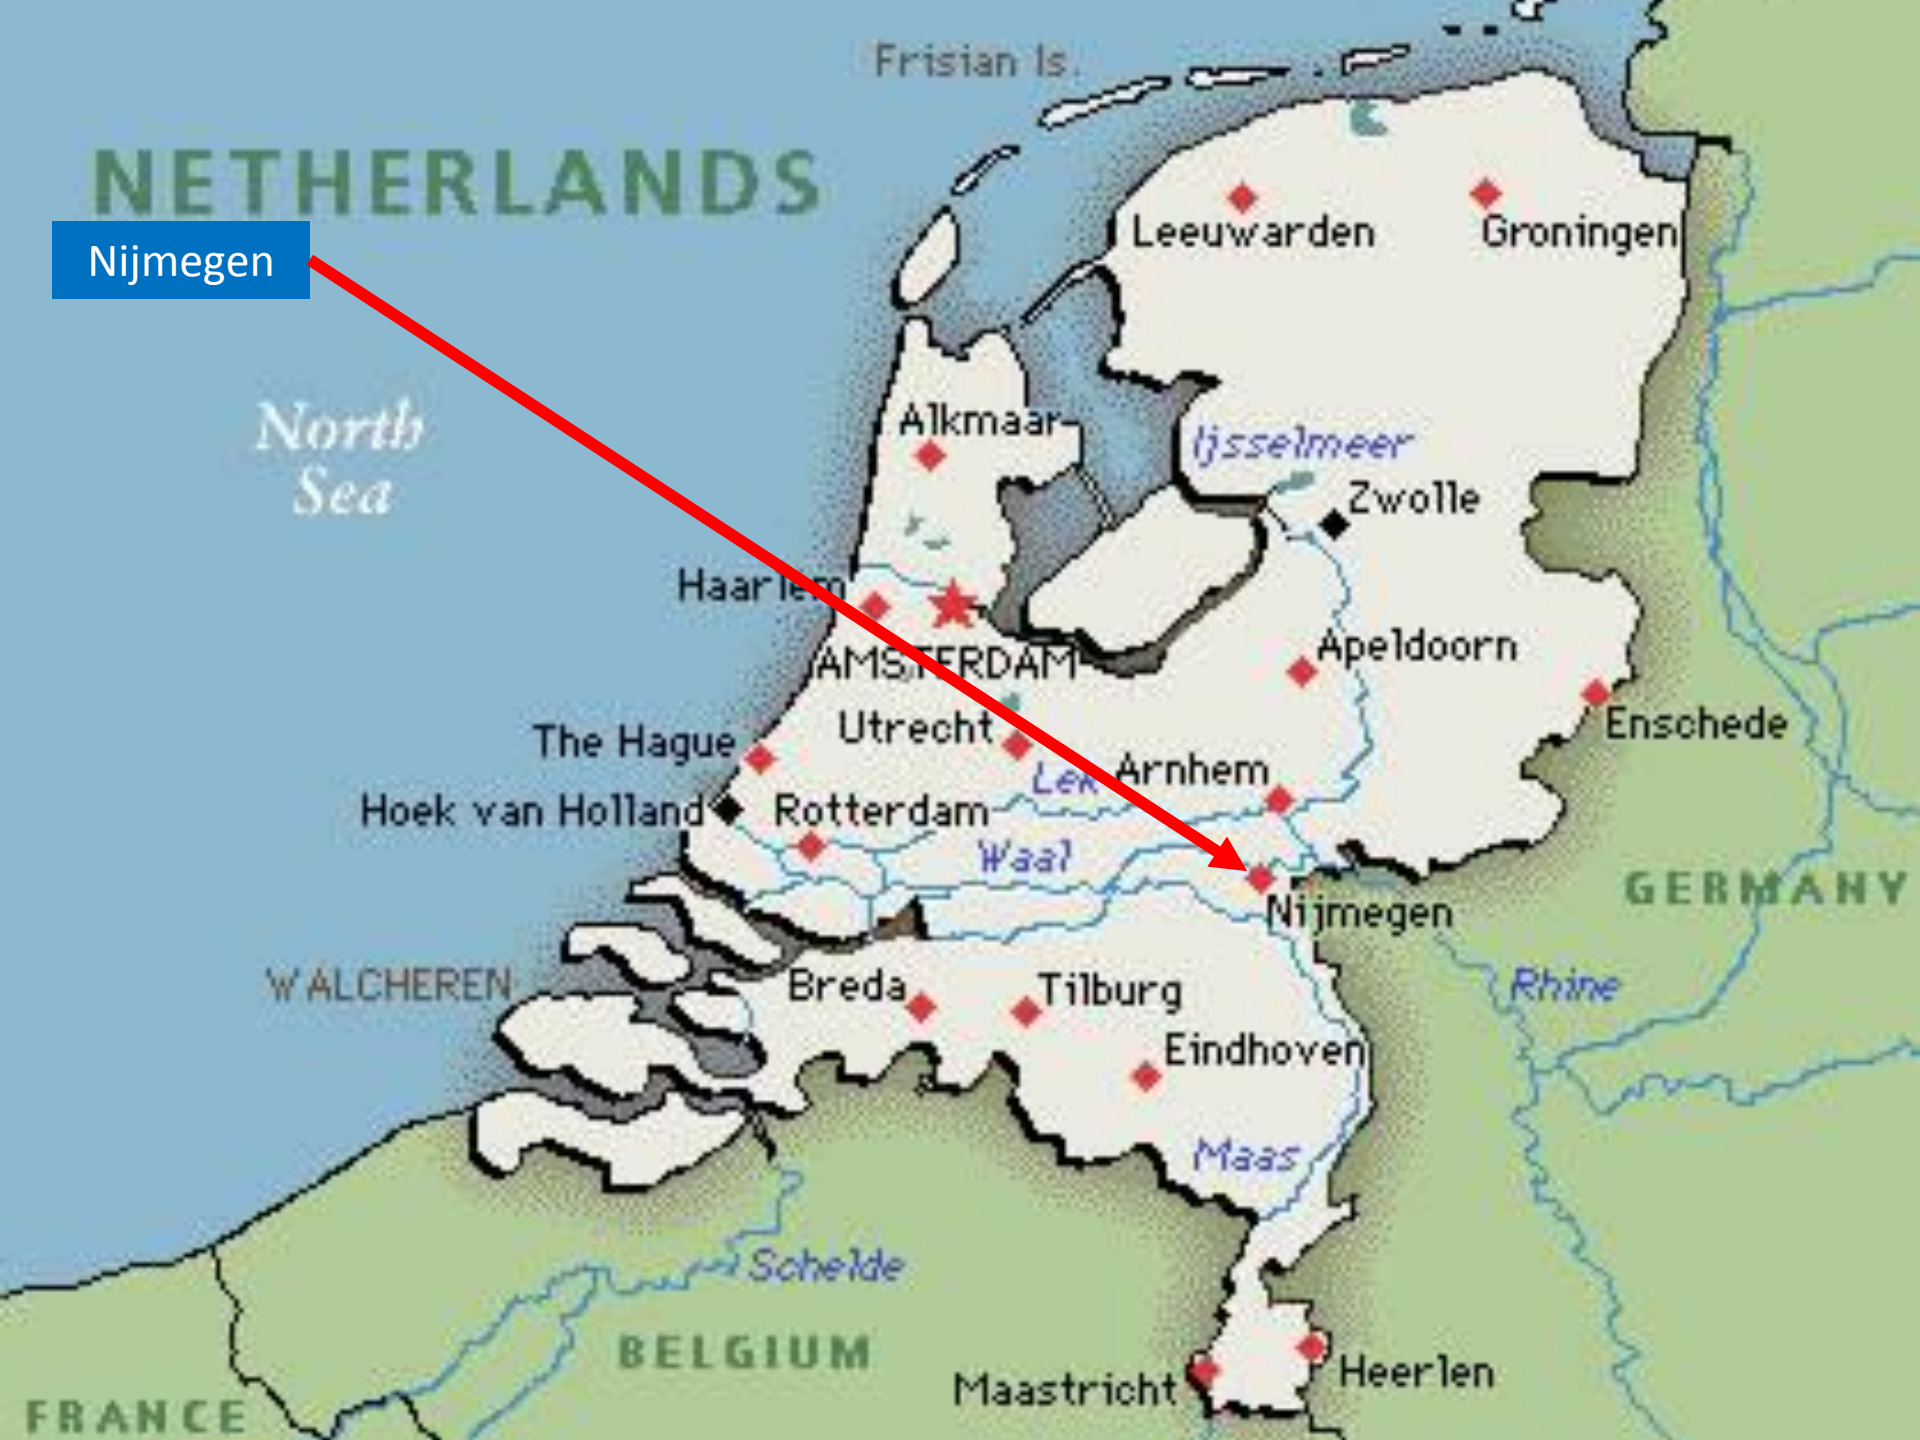 Frisian Is.
NETHERLANDS
Leeuwarden
Groningen
Nijmegen
North
Sea
Alkmaar
Ijsselmeer
Zwolle
Haarlem
AMSTERDAM
Apeldoorn
Utrecht
Enschede
The Hague
Lek
Arnhem
Hoek van Holland
Rotterdam
Waal
GERMANY
Nijmegen
WALCHEREN
Breda
Tilburg
Rhine
Eindhoven
Maas
Schelde
BELGIUM
Maastricht
Heerlen
FRANCE